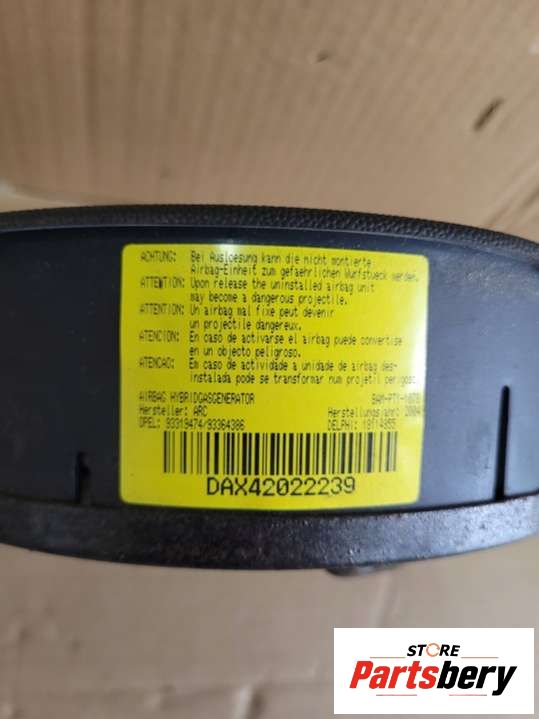 ACHTUNG: Bei Ausloesung kann die nicht montierte
Airbag-Einheit zum gefaehrlichen Wurfstueck werden.
ATTENTION: Upon release the uninstalled airbag unit
may become a dangerous projectile.
ATTENTION: Un airbag mal fixe peut devenir
un projectile dangereux.
ATENCION: En caso de activarse el airbag puede convertise
en un objecto peligroso.
ATENCAO: Em caso de actividade a unidade de airbag des-
instalada pode se transformar num projetil perigoso.
AIRBAG HYBRIDGASGENERATOR
Hersteller: ARC Herstellungsjahr: 2004
OPEL: 93319474/93364386 DELPHI:
DAX42022239
STORE
Partsbery